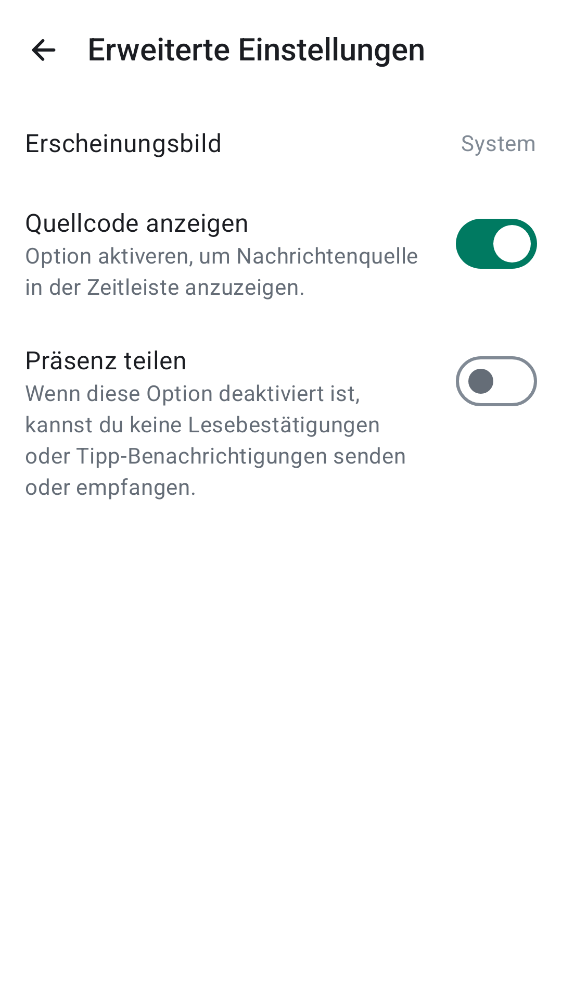 Erweiterte Einstellungen
Erscheinungsbild
System
Quellcode anzeigen
Option aktiveren, um Nachrichtenquelle
in der Zeitleiste anzuzeigen.
Präsenz teilen
Wenn diese Option deaktiviert ist,
kannst du keine Lesebestätigungen
oder Tipp-Benachrichtigungen senden
oder empfangen.